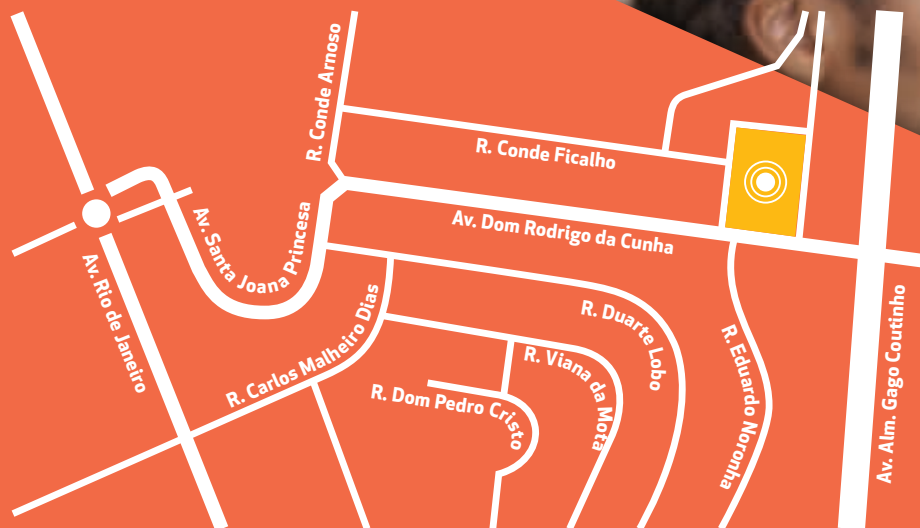 R. Conde Arnoso
R. Conde Ficalho
Av. Dom Rodrigo da Cunha
Av. Santa Joana Princesa
Av. Rio de Janeiro
R. Carlos Malheiro Dias
R. Duarte Lobo
R. Viana da Mota
R. Dom Pedro Cristo
R. Eduardo Noronha
Av. Alm. Gago Coutinho